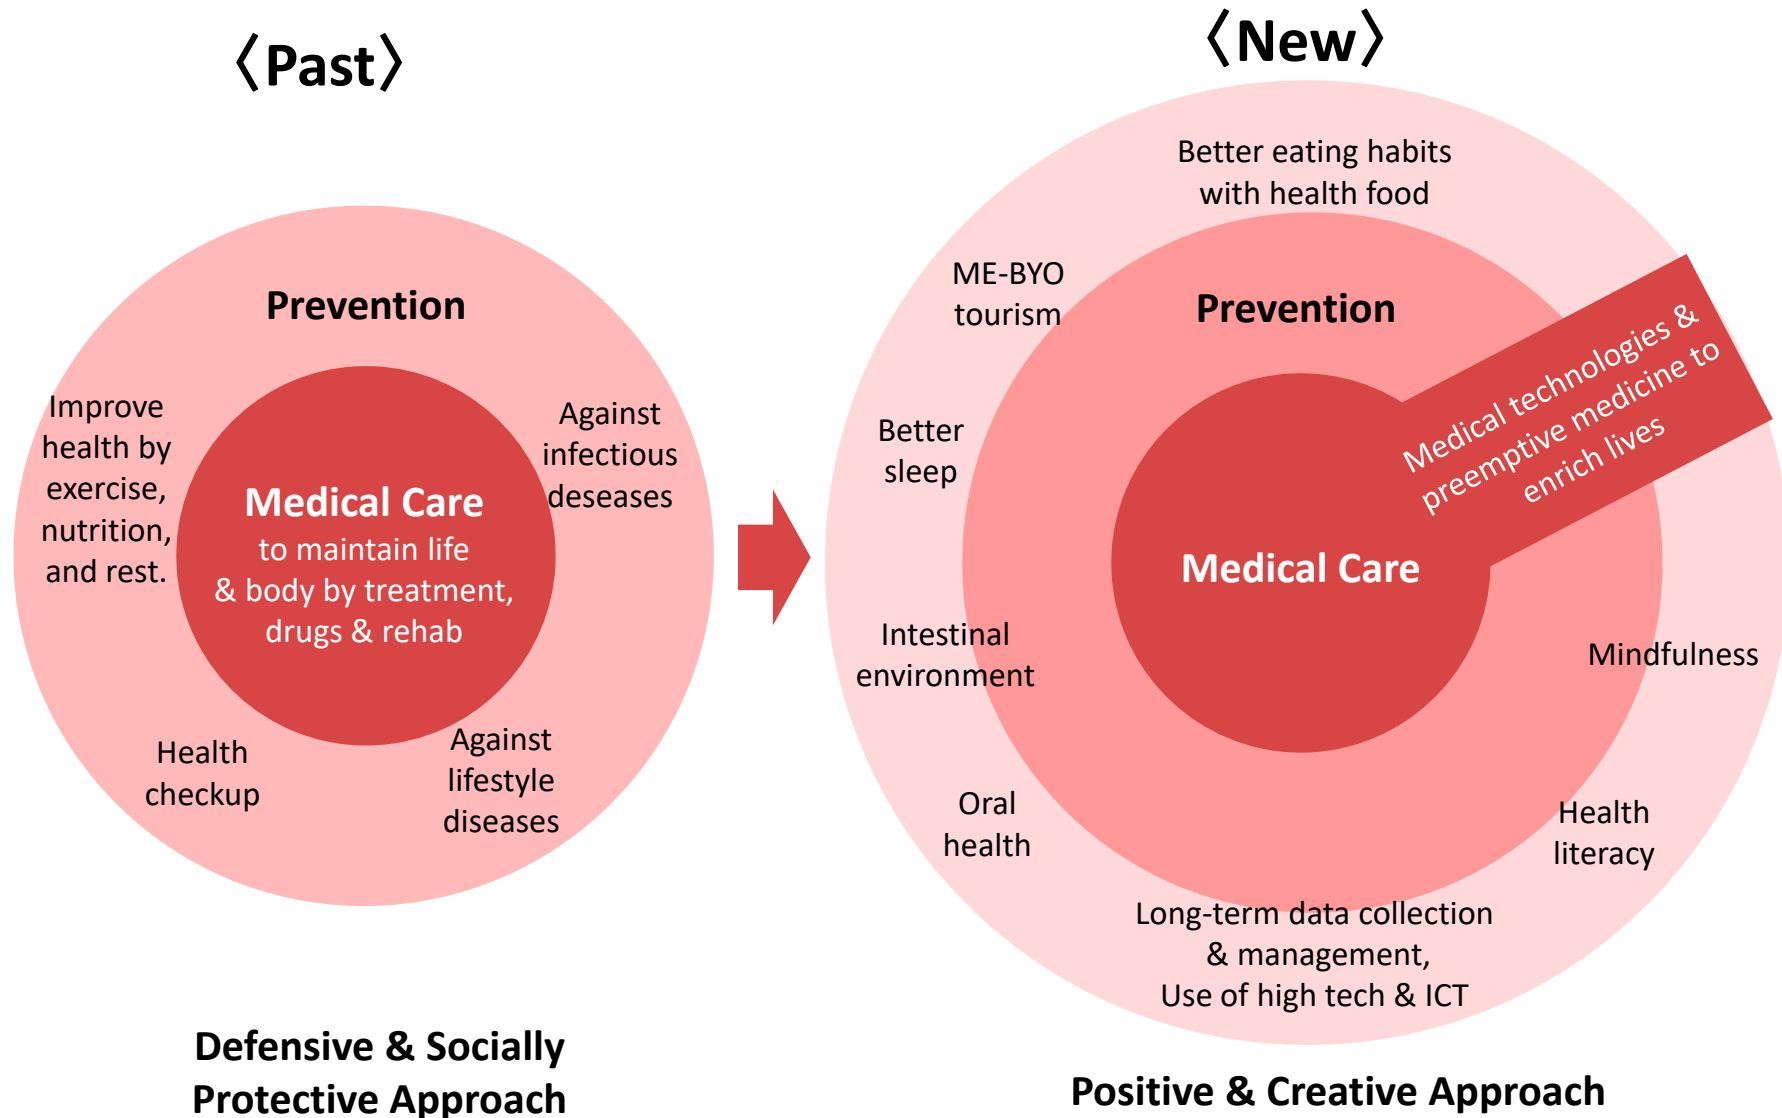 〈Past〉
Prevention
Improve
health by
exercise,
nutrition,
and rest.
Against
infectious
deseases
Medical Care
to maintain life
& body by treatment,
drugs & rehab
Health
checkup
Against
lifestyle
diseases
Defensive & Socially
Protective Approach
〈New〉
Better eating habits
with health food
ME-BYO
tourism
Prevention
Medical technologies &
preemptive medicine to
enrich lives
Better
sleep
Medical Care
Intestinal
environment
Mindfulness
Oral
health
Health
literacy
Long-term data collection
& management,
Use of high tech & ICT
Positive & Creative Approach